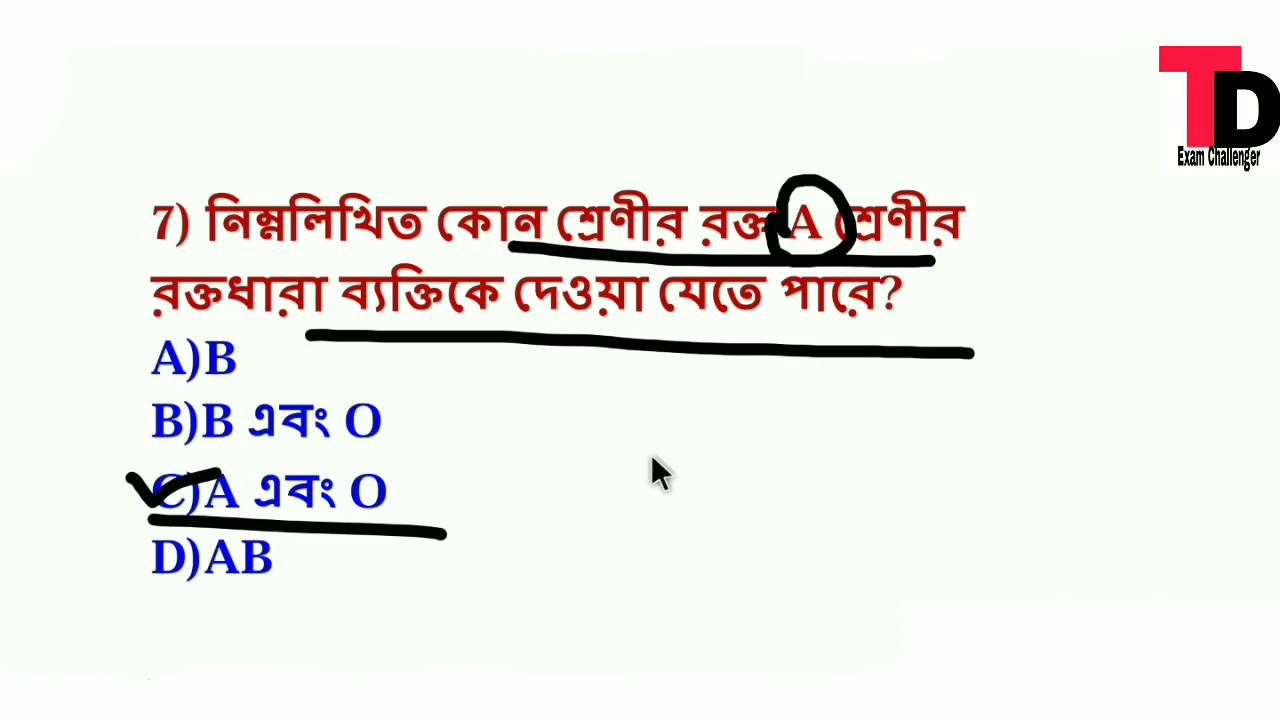 TD
Exam Challenger
7) নিম্নলিখিত কোন শ্রেণীর রক্ত A শ্রেণীর
রক্তধারা ব্যক্তিকে দেওয়া যেতে পারে?
A)B
B)B এবং O
C)A এবং O
D)AB